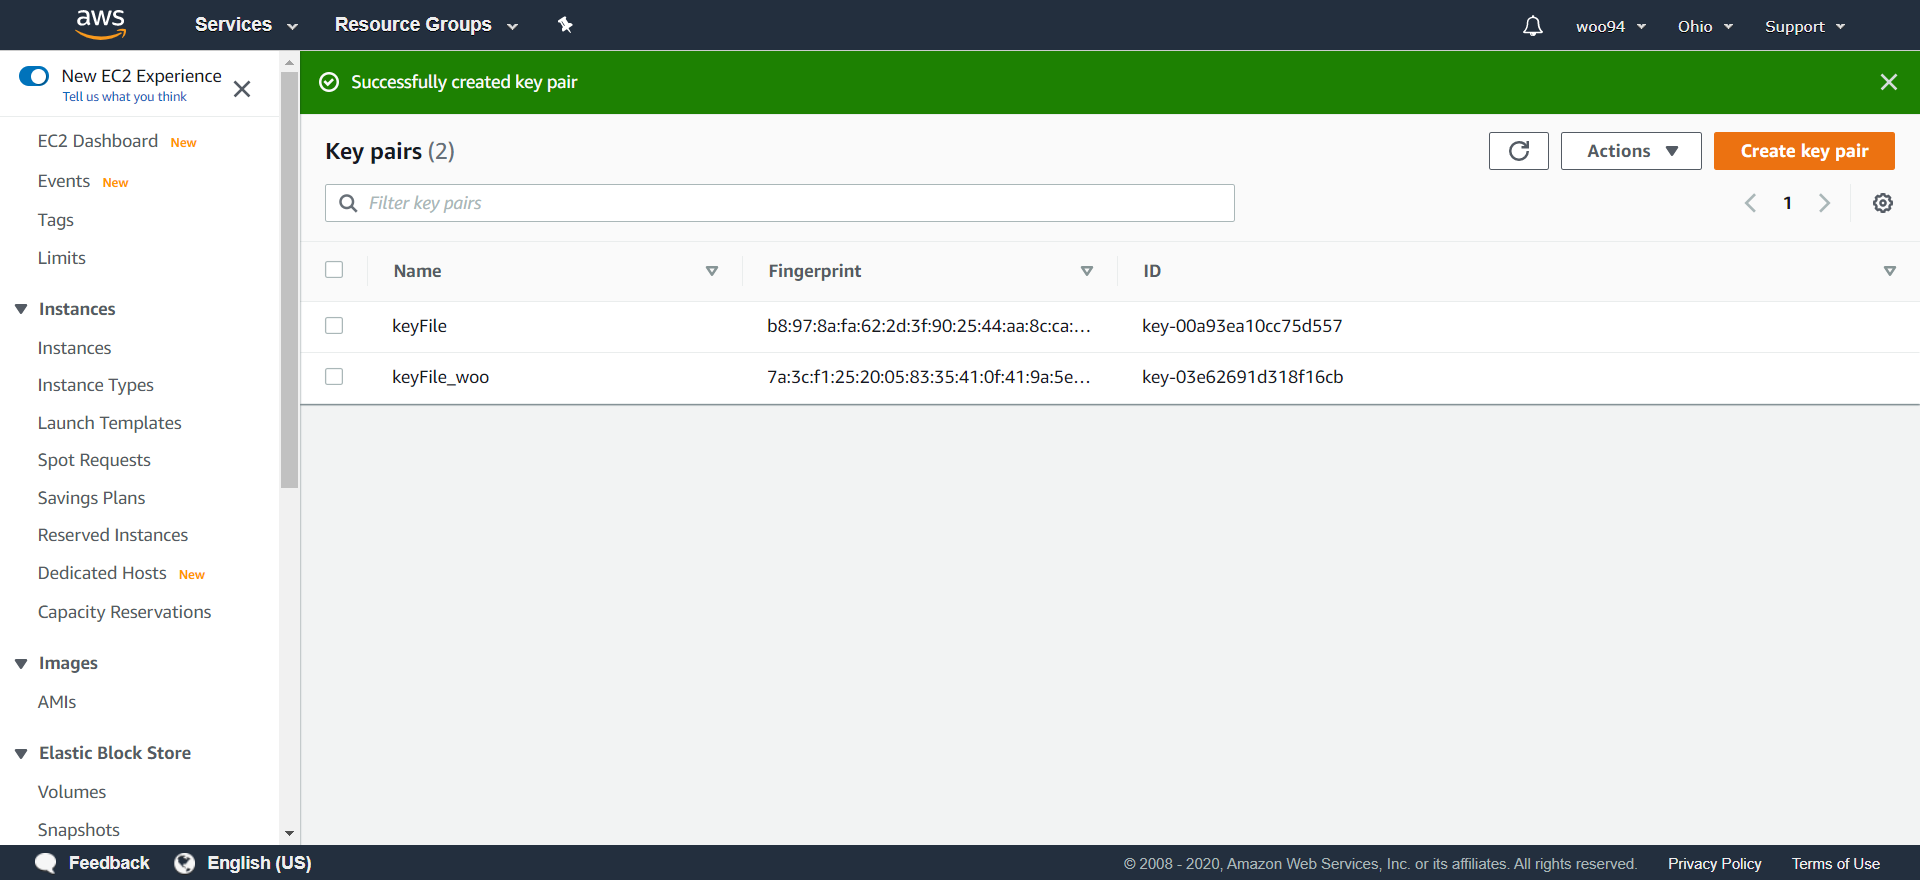 aws Services Resource Groups woo94 Ohio Support
New EC2 Experience
Tell us what you think
EC2 Dashboard New
Events New
Tags
Limits
Instances
Instances
Instance Types
Launch Templates
Spot Requests
Savings Plans
Reserved Instances
Dedicated Hosts New
Capacity Reservations
Images
AMIs
Elastic Block Store
Volumes
Snapshots
Successfully created key pair
Key pairs (2)
Actions
Create key pair
Filter key pairs
1
Name Fingerprint ID
keyFile b8:97:8a:fa:62:2d:3f:90:25:44:aa:8c:ca:... key-00a93ea10cc75d557
keyFile_woo 7a:3c:f1:25:20:05:83:35:41:0f:41:9a:5e... key-03e62691d318f16cb
Feedback English (US) © 2008 - 2020, Amazon Web Services, Inc. or its affiliates. All rights reserved. Privacy Policy Terms of Use